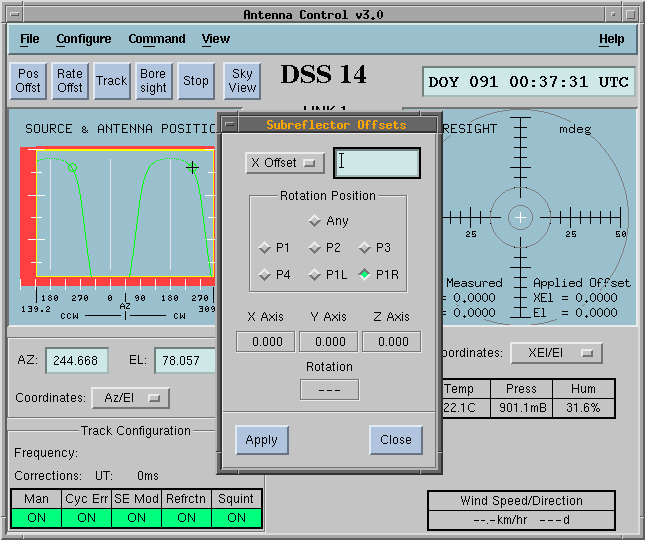 Antenna Control v3.0
File Configure Command View Help
Pos Offst
Rate Offst
Track
Bore sight
Stop
Sky View
DSS 14
DOY 091 00:37:31 UTC
SOURCE & ANTENNA POSITIO
180 270 0 90 180 270
139.2 AZ 309
CCW CW
AZ: 244.668 EL: 78.057
Coordinates: Az/El
Track Configuration
Frequency:
Corrections: UT: 0ms
Man Cyc Err SE Mod Refrctn Squint
ON ON ON ON ON
Subreflector Offsets
X Offset
Rotation Position
Any
P1 P2 P3
P4 P1L P1R
X Axis Y Axis Z Axis
0.000 0.000 0.000
Rotation
---
Apply Close
RESIGHT mdeg
25 25 50
Measured Applied Offset
= 0.0000 XEl = 0.0000
= 0.0000 El = 0.0000
oordinates: XEl/El
Temp Press Hum
22.1C 901.1mB 31.6%
Wind Speed/Direction
--.-km/hr ---d